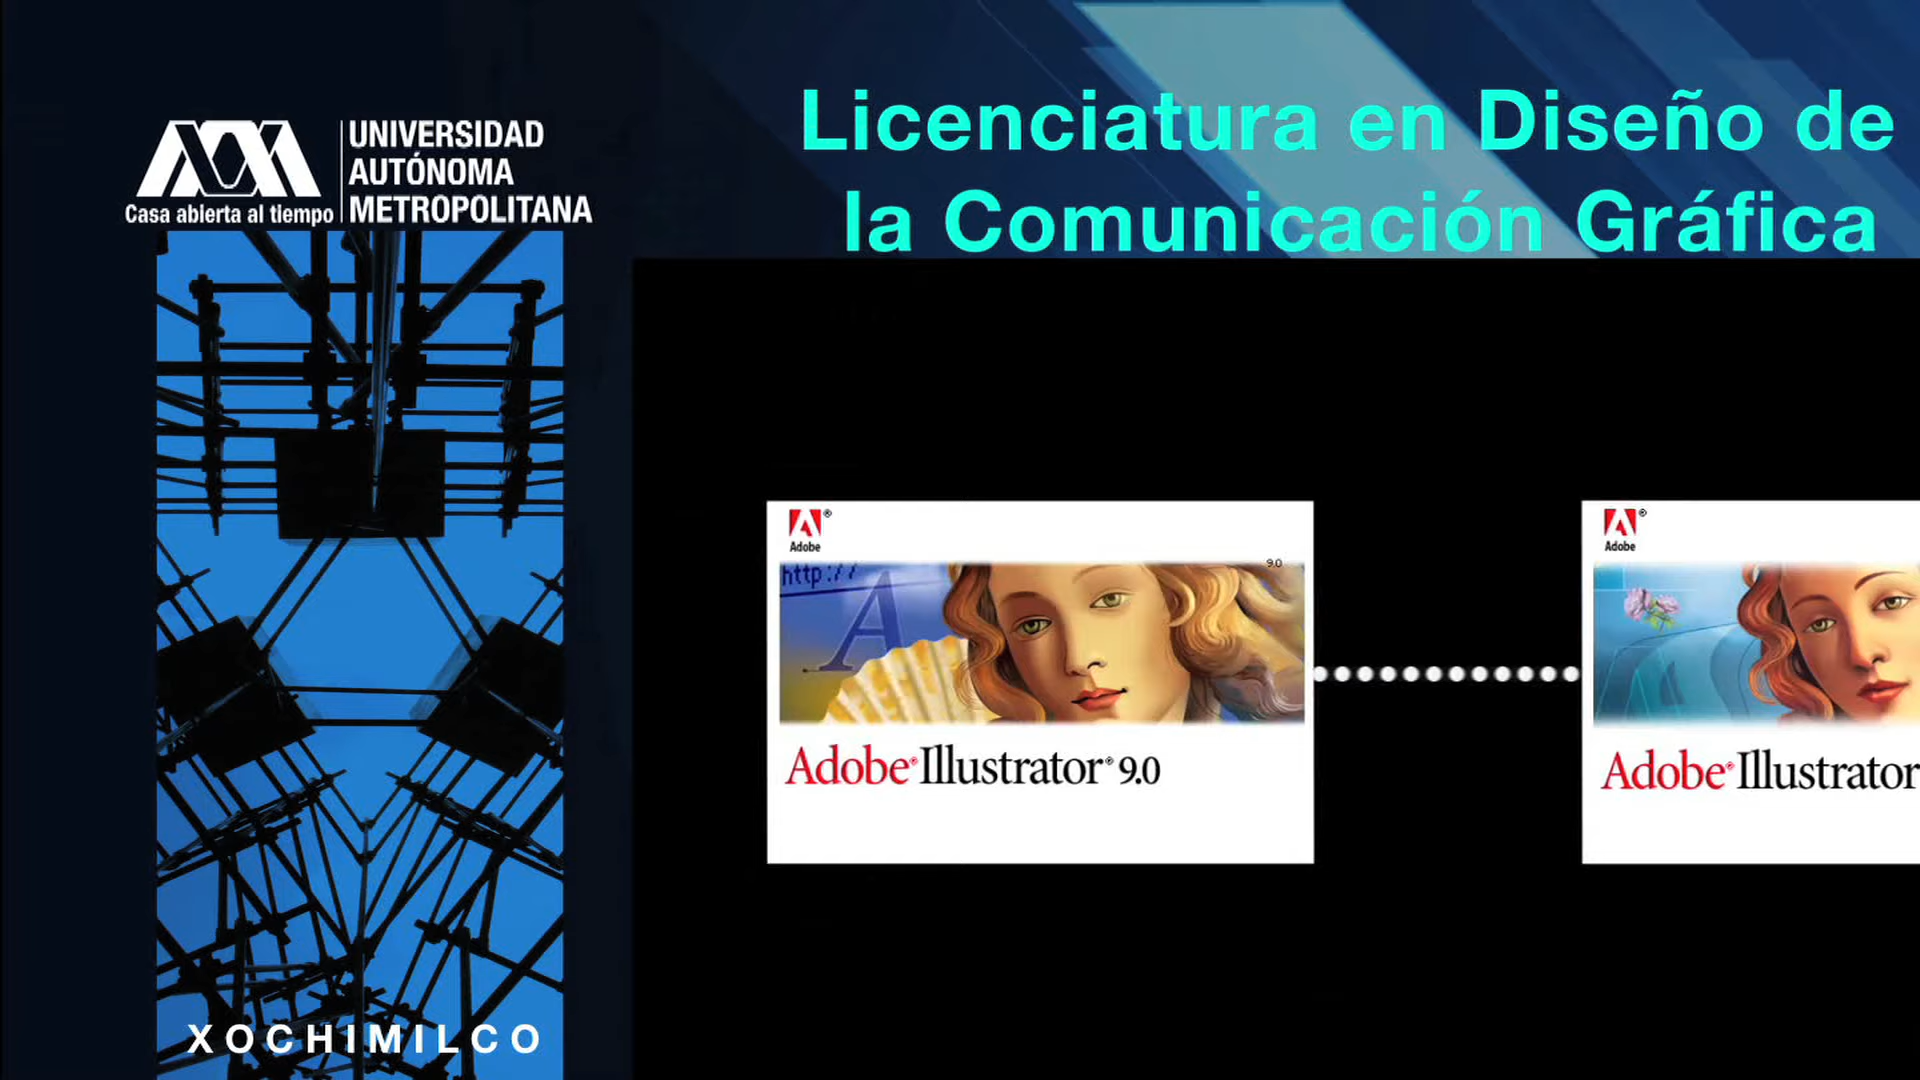 UNIVERSIDAD
AUTÓNOMA
METROPOLITANA
Casa abierta al tiempo
Licenciatura en Diseño de
la Comunicación Gráfica
Adobe
http://
A
9.0
Adobe® Illustrator® 9.0
Adobe
Adobe® Illustrator
XOCHIMILCO